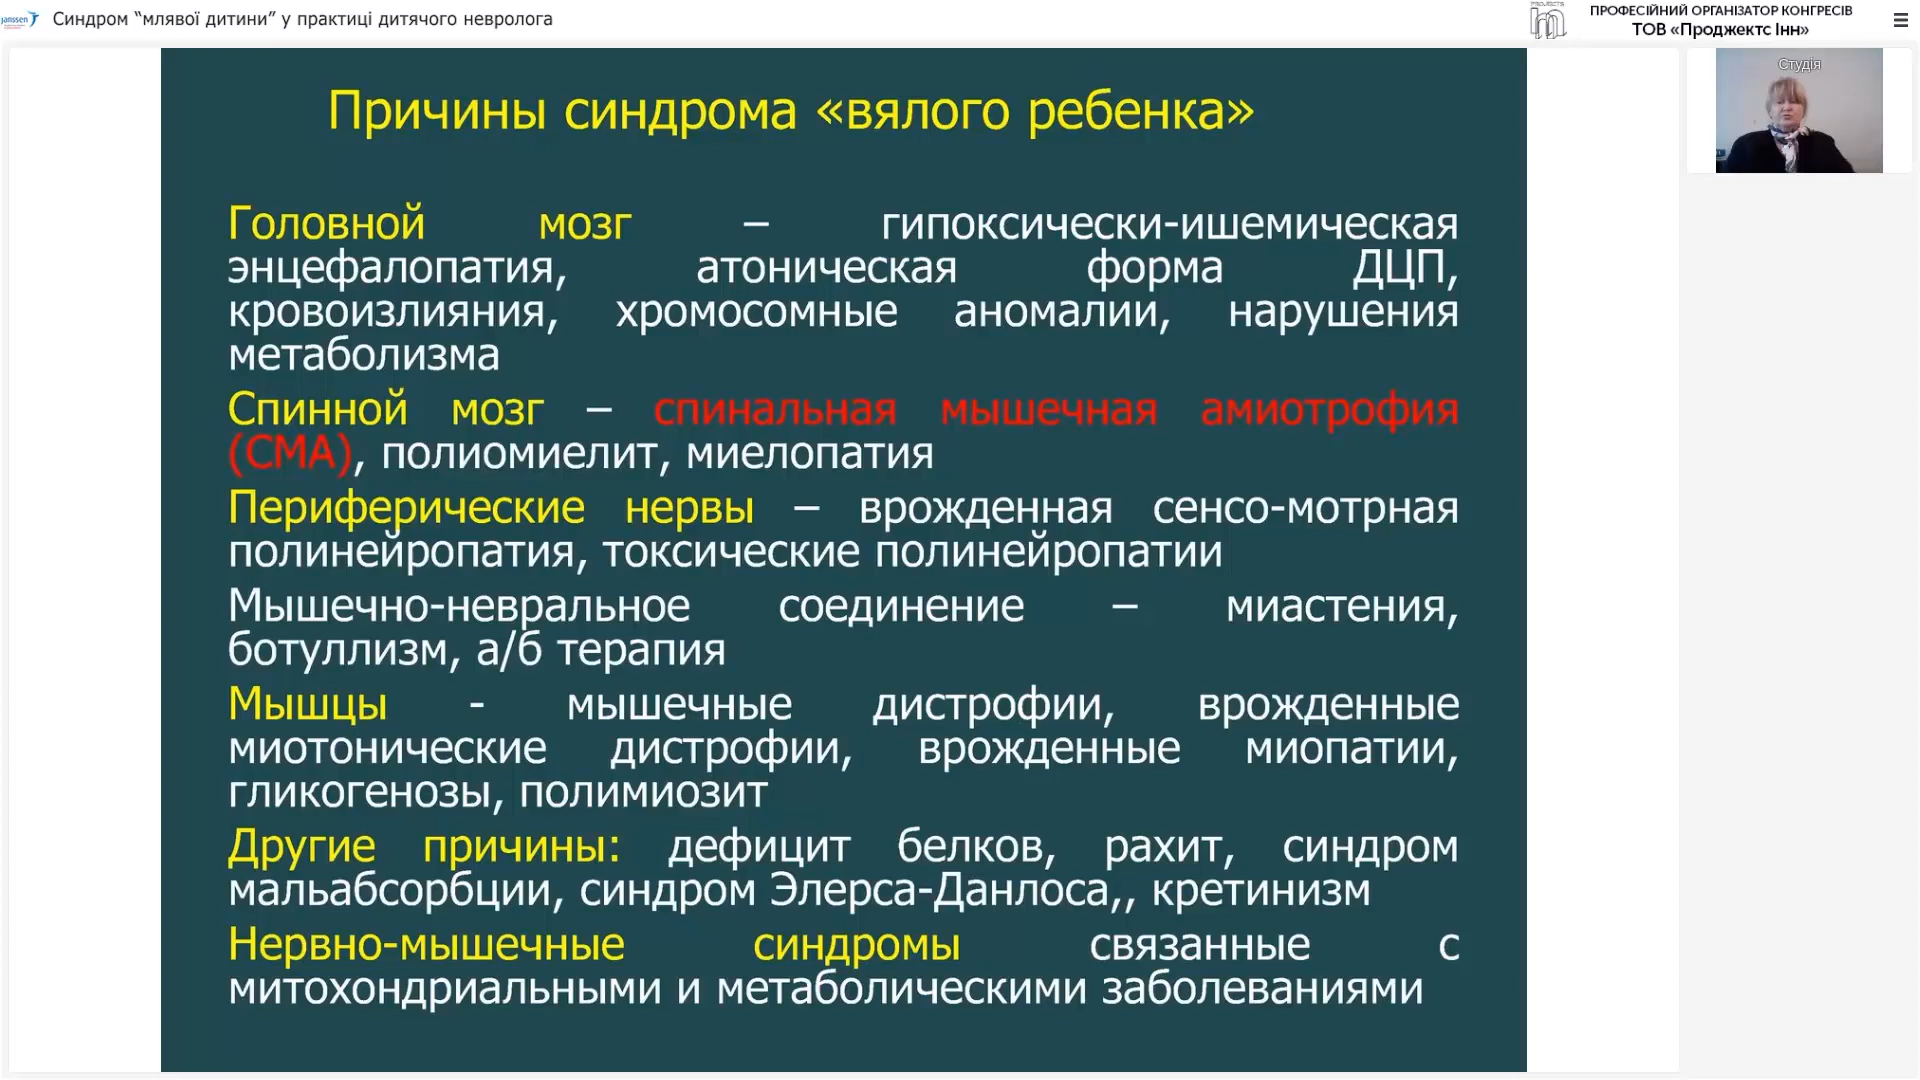 janssen
Синдром “млявої дитини” у практиці дитячого невролога
PROJECTS
ПРОФЕСІЙНИЙ ОРГАНІЗАТОР КОНГРЕСІВ
ТОВ «Проджектс Інн»
Студія
Причины синдрома «вялого ребенка»
Головной мозг – гипоксически-ишемическая
энцефалопатия, атоническая форма ДЦП,
кровоизлияния, хромосомные аномалии, нарушения
метаболизма
Спинной мозг – спинальная мышечная амиотрофия
(СМА), полиомиелит, миелопатия
Периферические нервы – врожденная сенсо-мотрная
полинейропатия, токсические полинейропатии
Мышечно-невральное соединение – миастения,
ботуллизм, а/б терапия
Мышцы - мышечные дистрофии, врожденные
миотонические дистрофии, врожденные миопатии,
гликогенозы, полимиозит
Другие причины: дефицит белков, рахит, синдром
мальабсорбции, синдром Элерса-Данлоса,, кретинизм
Нервно-мышечные синдромы связанные с
митохондриальными и метаболическими заболеваниями